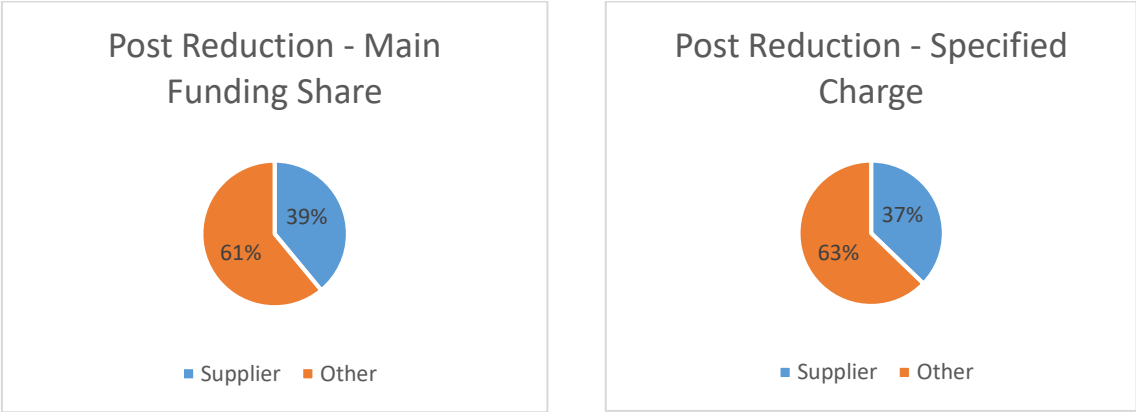 Post Reduction - Main
Funding Share
39%
61%
Supplier Other
Post Reduction - Specified
Charge
37%
63%
Supplier Other